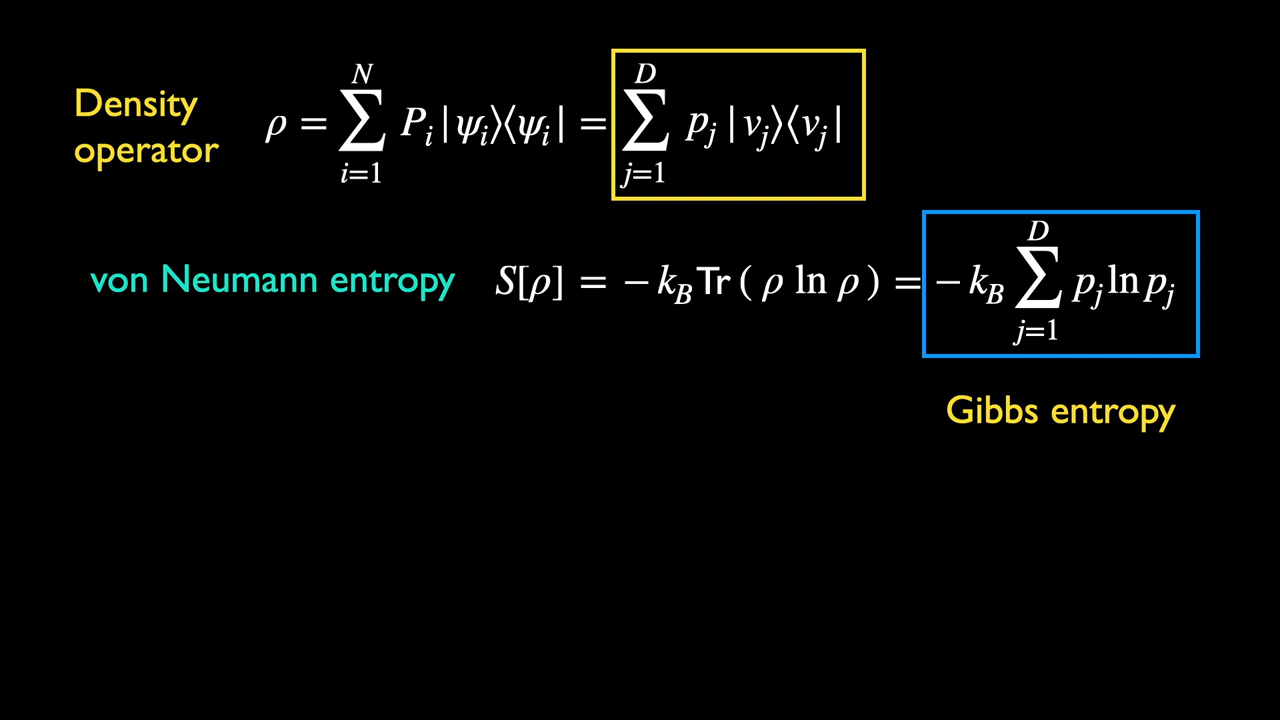 Density
operator
ρ = ∑_{i=1}^{N} P_i |ψ_i⟩⟨ψ_i| = ∑_{j=1}^{D} p_j |v_j⟩⟨v_j|
von Neumann entropy S[ρ] = − k_B Tr ( ρ ln ρ ) = − k_B ∑_{j=1}^{D} p_j ln p_j
Gibbs entropy